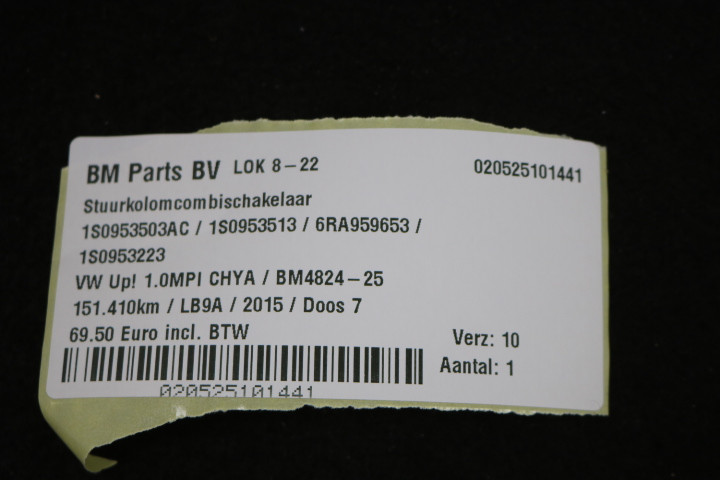 BM Parts BV LOK 8-22 020525101441
Stuurkolomcombischakelaar
1S0953503AC / 1S0953513 / 6RA959653 /
1S0953223
VW Up! 1.0MPI CHYA / BM4824-25
151.410km / LB9A / 2015 / Doos 7
69.50 Euro incl. BTW Verz: 10
Aantal: 1
020525101441